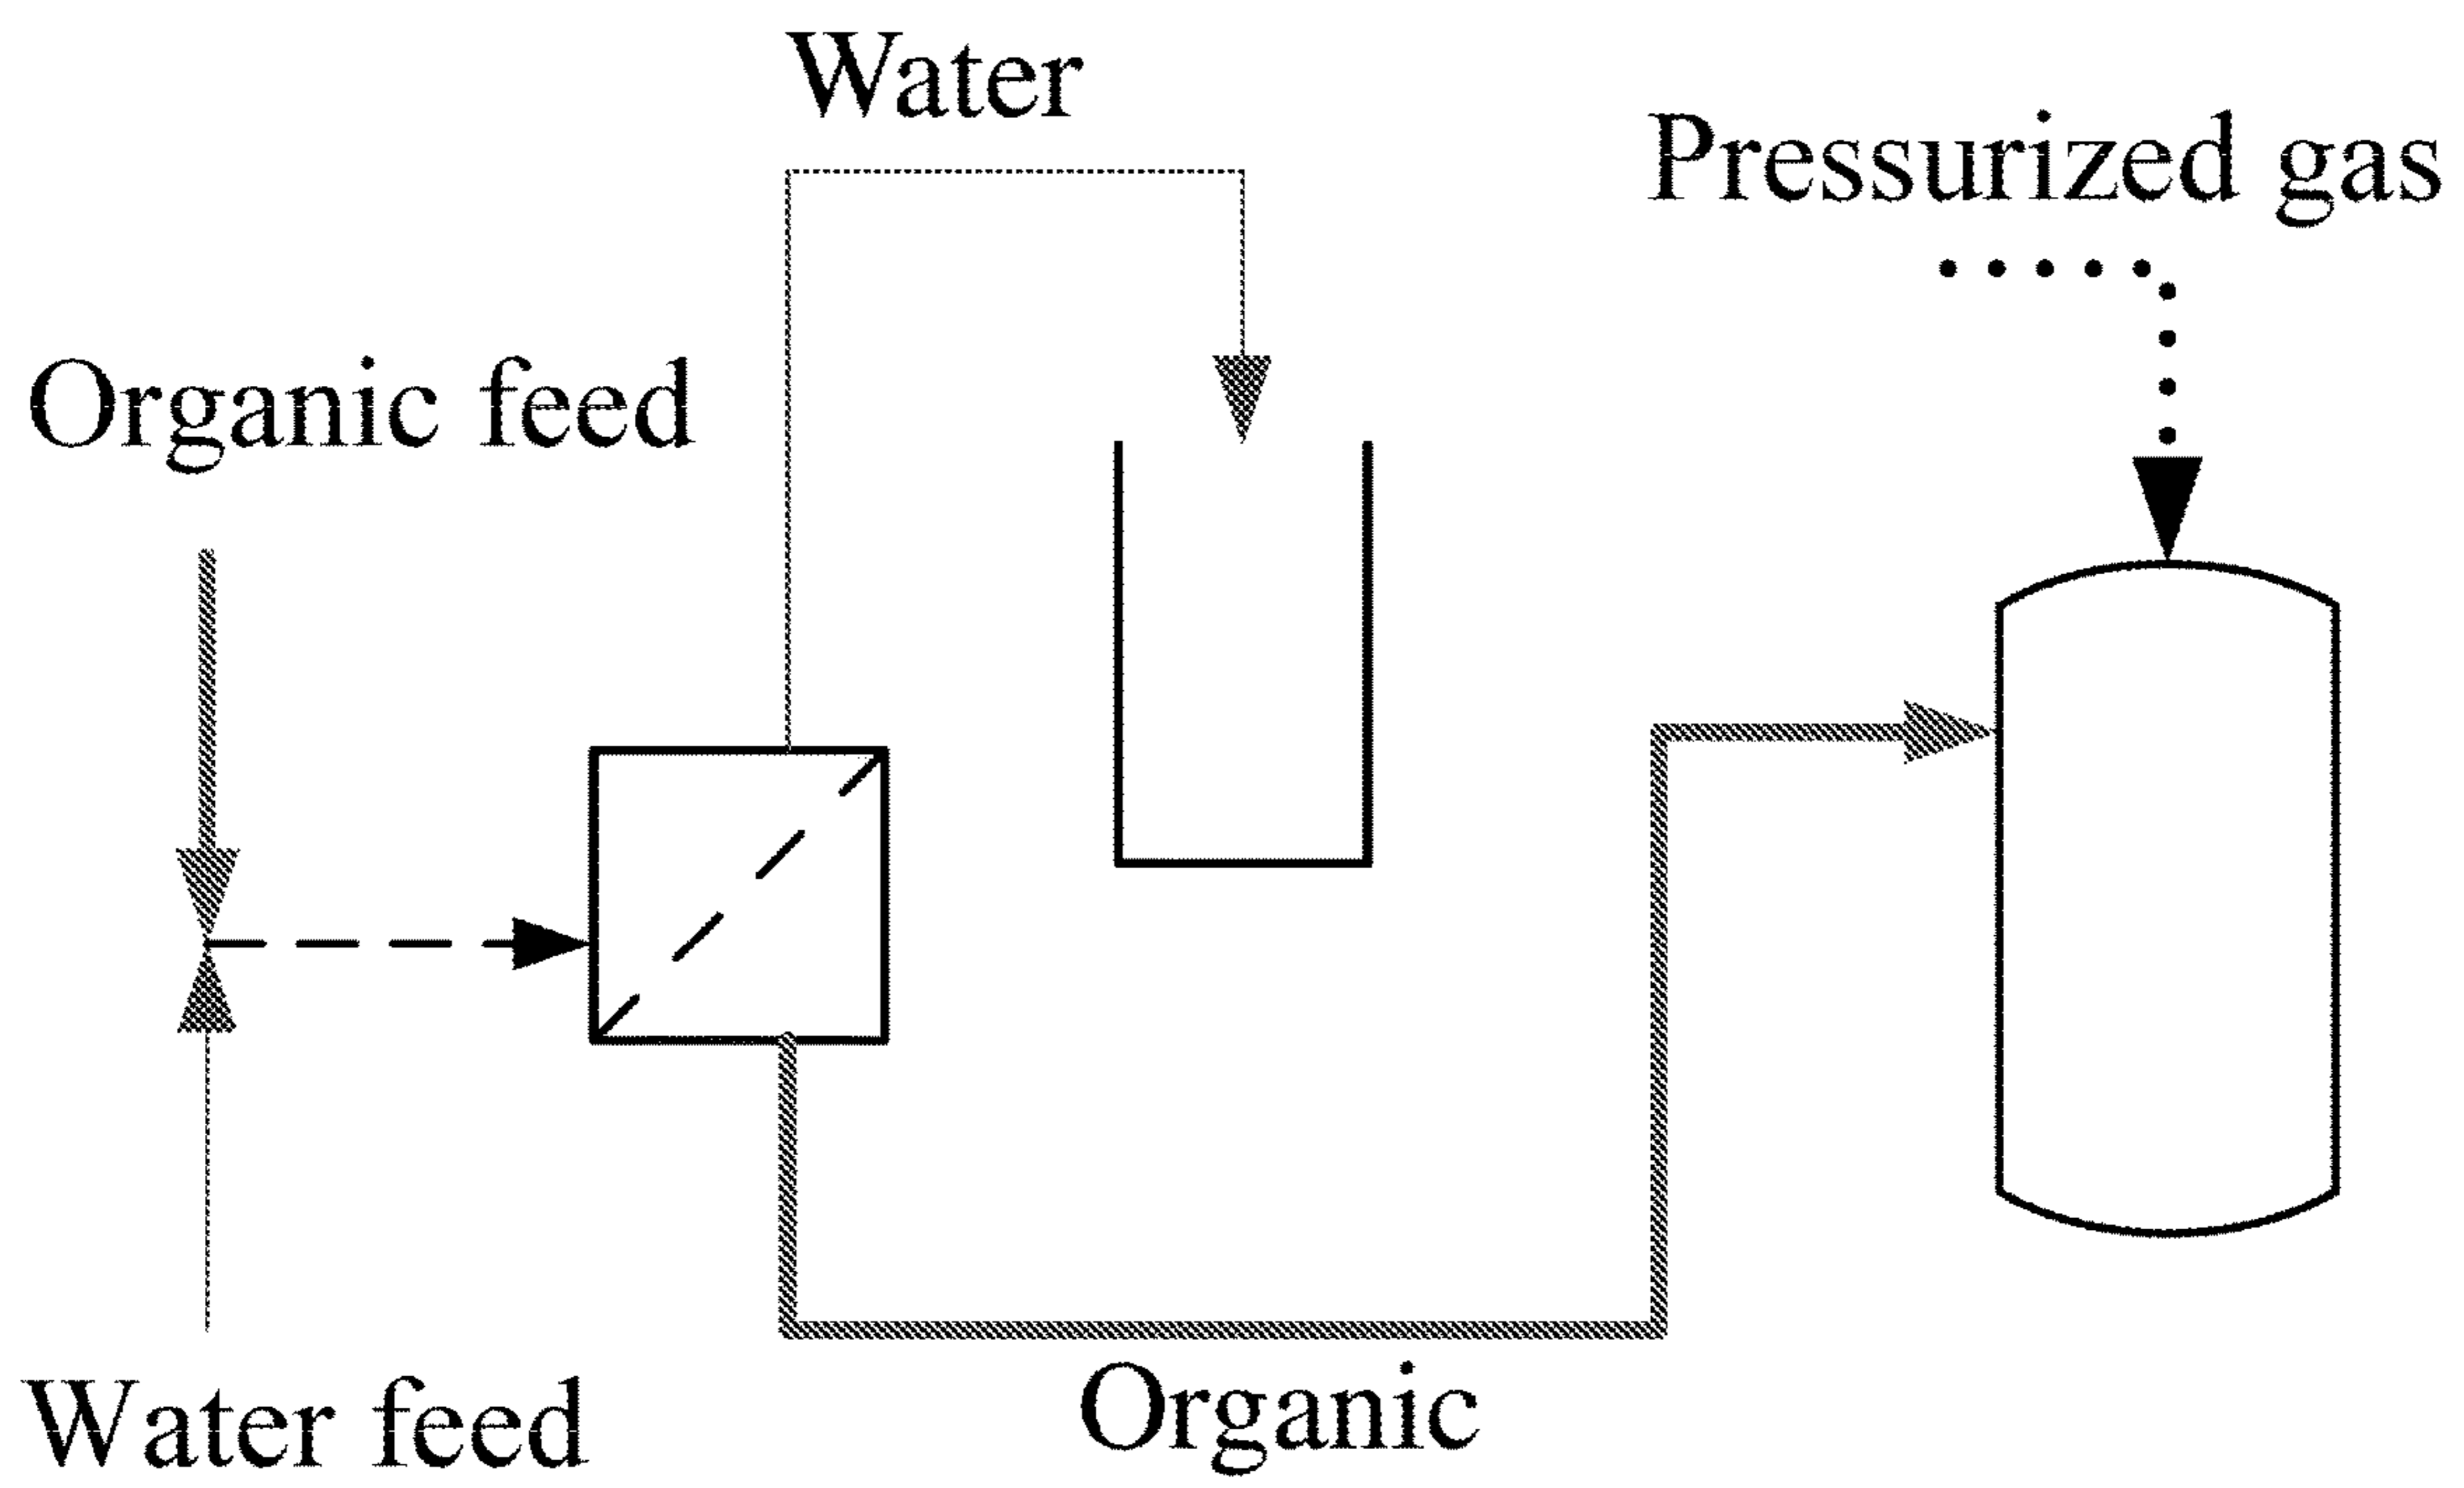 Water
Pressurized gas
Organic feed
Water feed
Organic